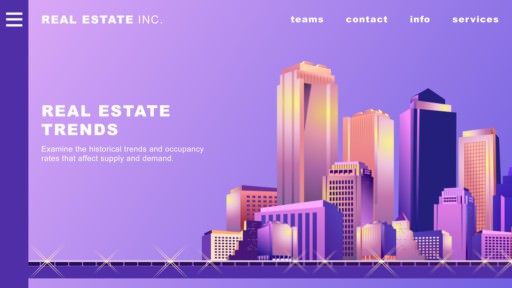 REAL ESTATE INC.
teams contact info services
REAL ESTATE
TRENDS
Examine the historical trends and occupancy
rates that affect supply and demand.